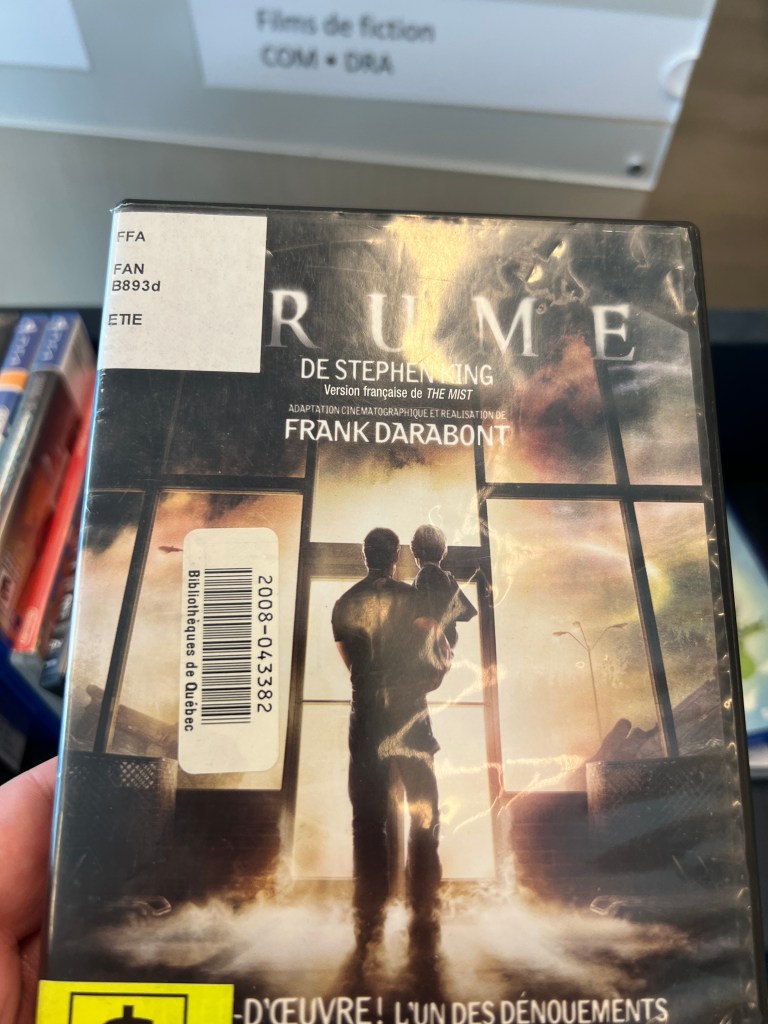 Films de fiction
COM • DRA
FFA
FAN
B893d
ETIE
RUME
DE STEPHEN KING
Version française de THE MIST
ADAPTATION CINÉMATOGRAPHIQUE ET RÉALISATION DE
FRANK DARABONT
2008-043382
Bibliothèques de Québec
-D'ŒUVRE! L'UN DES DÉNOUEMENTS